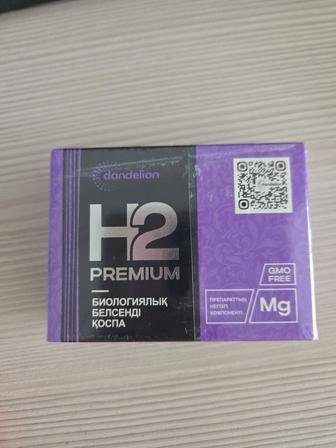 dandelion
H2
PREMIUM
БИОЛОГИЯЛЫҚ
БЕЛСЕНДІ
ҚОСПА
GMO
FREE
ПРЕПАРАТТЫҢ
НЕГІЗГІ
КОМПОНЕНТІ
Mg